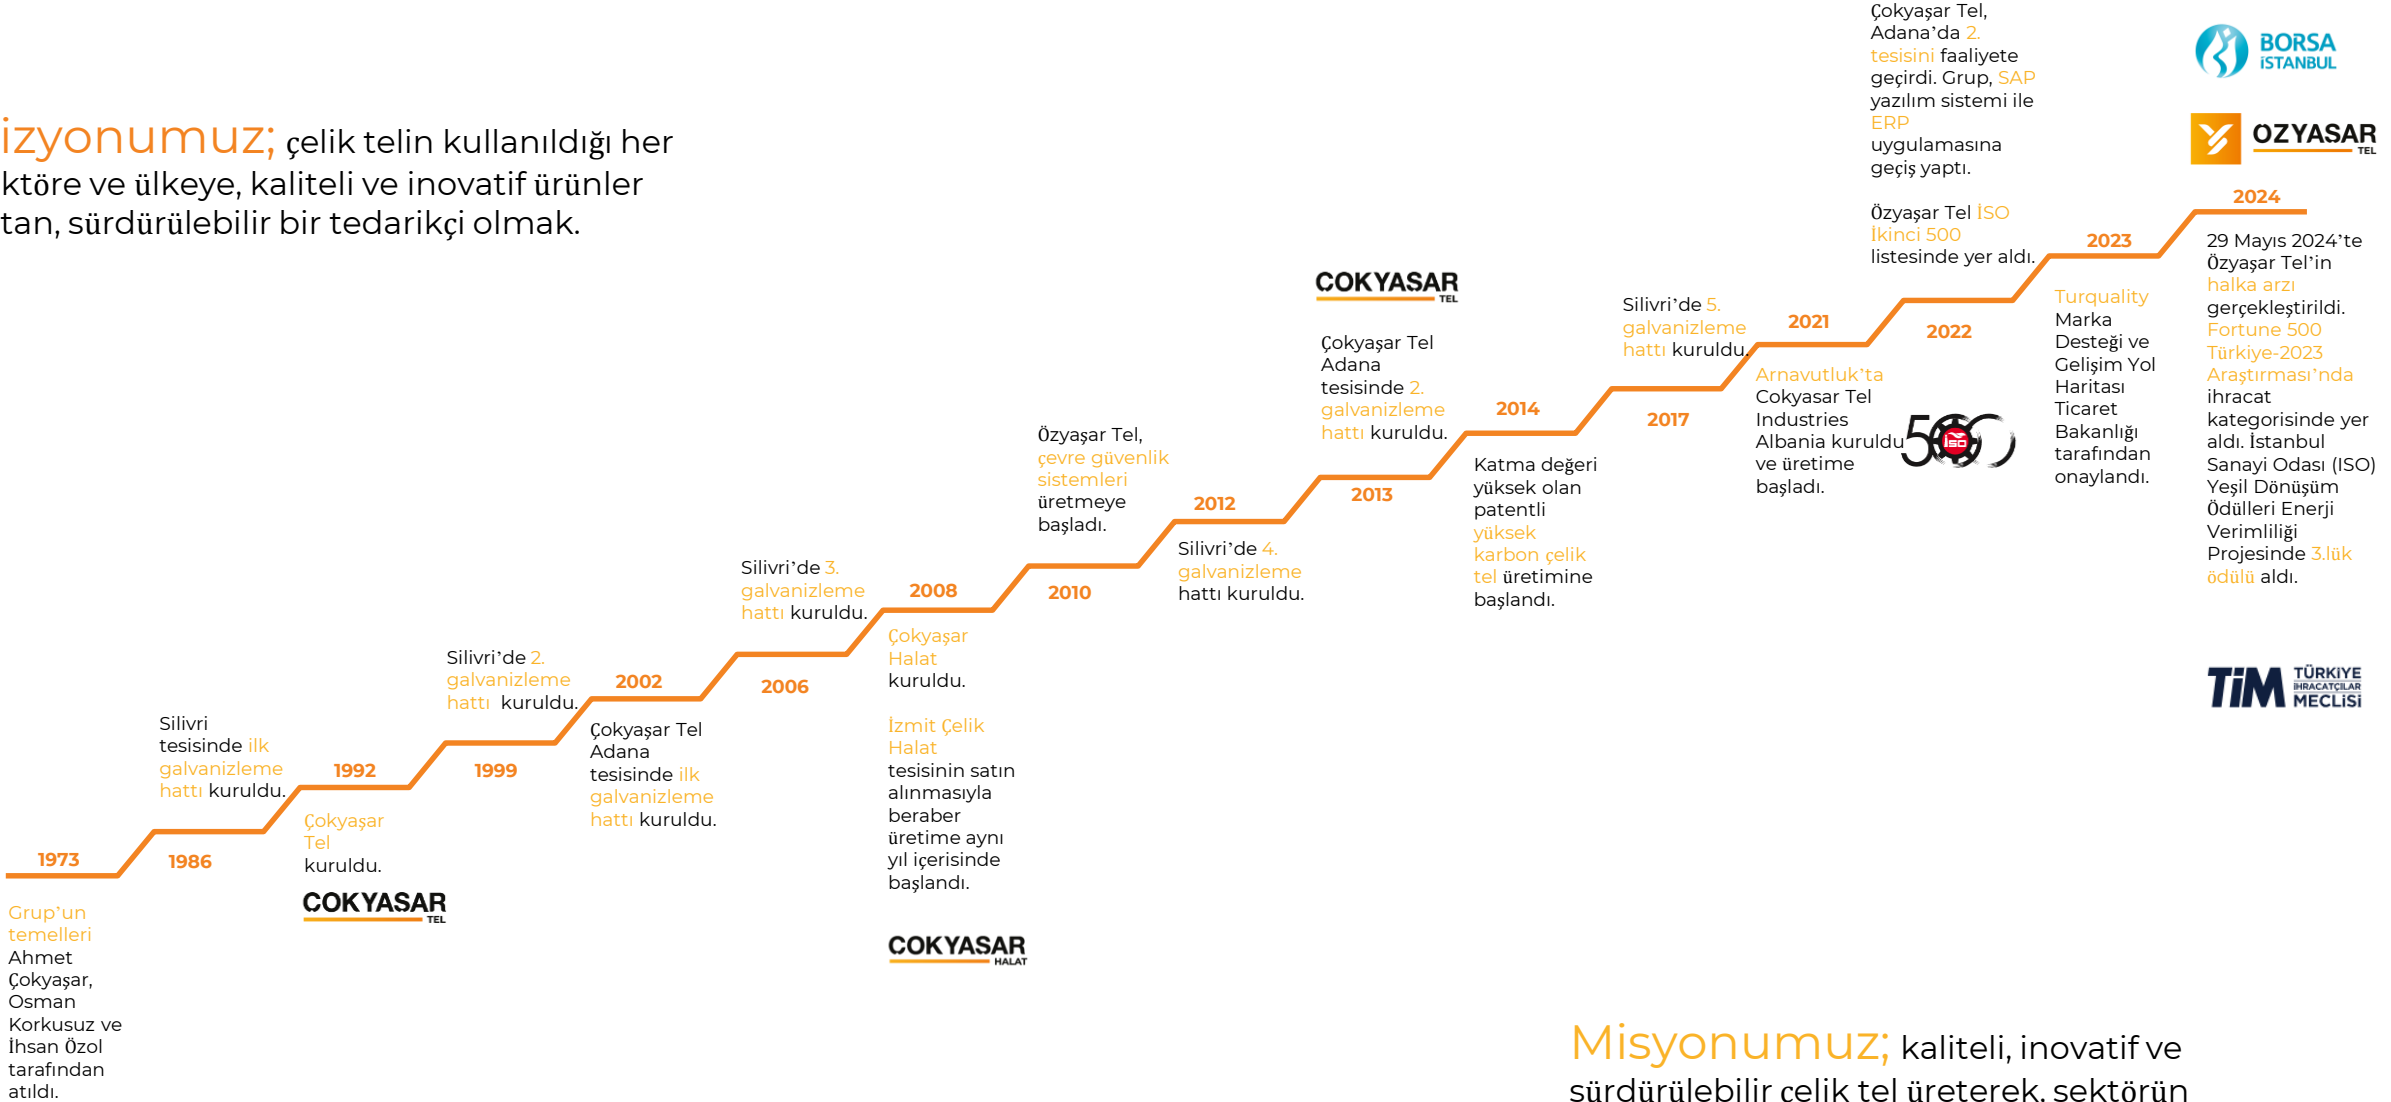 izyonumuz; çelik telin kullanıldığı her
ktöre ve ülkeye, kaliteli ve inovatif ürünler
tan, sürdürülebilir bir tedarikçi olmak.
1973
Grup’un
temelleri
Ahmet
Çokyaşar,
Osman
Korkusuz ve
İhsan Özol
tarafından
atıldı.
Silivri
tesisinde ilk
galvanizleme
hattı kuruldu.
1986
1992
Çokyaşar
Tel
kuruldu.
COKYASAR
TEL
Silivri’de 2.
galvanizleme
hattı kuruldu.
1999
2002
Çokyaşar Tel
Adana
tesisinde ilk
galvanizleme
hattı kuruldu.
Silivri’de 3.
galvanizleme
hattı kuruldu.
2006
2008
Çokyaşar
Halat
kuruldu.
İzmit Çelik
Halat
tesisinin satın
alınmasıyla
beraber
üretime aynı
yıl içerisinde
başlandı.
COKYASAR
HALAT
Özyaşar Tel,
çevre güvenlik
sistemleri
üretmeye
başladı.
2010
2012
Silivri’de 4.
galvanizleme
hattı kuruldu.
COKYASAR
TEL
Çokyaşar Tel
Adana
tesisinde 2.
galvanizleme
hattı kuruldu.
2013
2014
Katma değeri
yüksek olan
patentli
yüksek
karbon çelik
tel üretimine
başlandı.
Silivri’de 5.
galvanizleme
hattı kuruldu.
2017
2021
Arnavutluk’ta
Cokyasar Tel
Industries
Albania kuruldu
ve üretime
başladı.
Çokyaşar Tel,
Adana’da 2.
tesisini faaliyete
geçirdi. Grup, SAP
yazılım sistemi ile
ERP
uygulamasına
geçiş yaptı.
Özyaşar Tel İSO
İkinci 500
listesinde yer aldı.
2022
500
İSO
2023
Turquality
Marka
Desteği ve
Gelişim Yol
Haritası
Ticaret
Bakanlığı
tarafından
onaylandı.
BORSA
İSTANBUL
OZYASAR
TEL
2024
29 Mayıs 2024’te
Özyaşar Tel’in
halka arzı
gerçekleştirildi.
Fortune 500
Türkiye-2023
Araştırması’nda
ihracat
kategorisinde yer
aldı. İstanbul
Sanayi Odası (ISO)
Yeşil Dönüşüm
Ödülleri Enerji
Verimliliği
Projesinde 3.lük
ödülü aldı.
TİM TÜRKİYE
İHRACATÇILAR
MECLİSİ
Misyonumuz; kaliteli, inovatif ve
sürdürülebilir çelik tel üreterek, sektörün